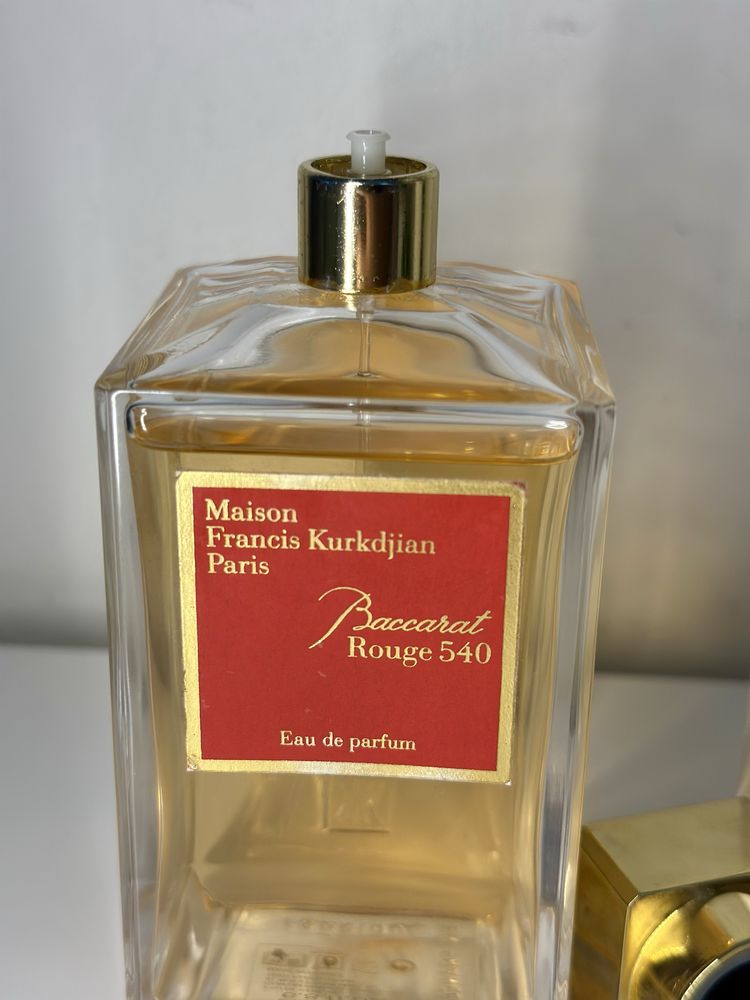 Maison
Francis Kurkdjian
Paris
Baccarat
Rouge 540
Eau de parfum